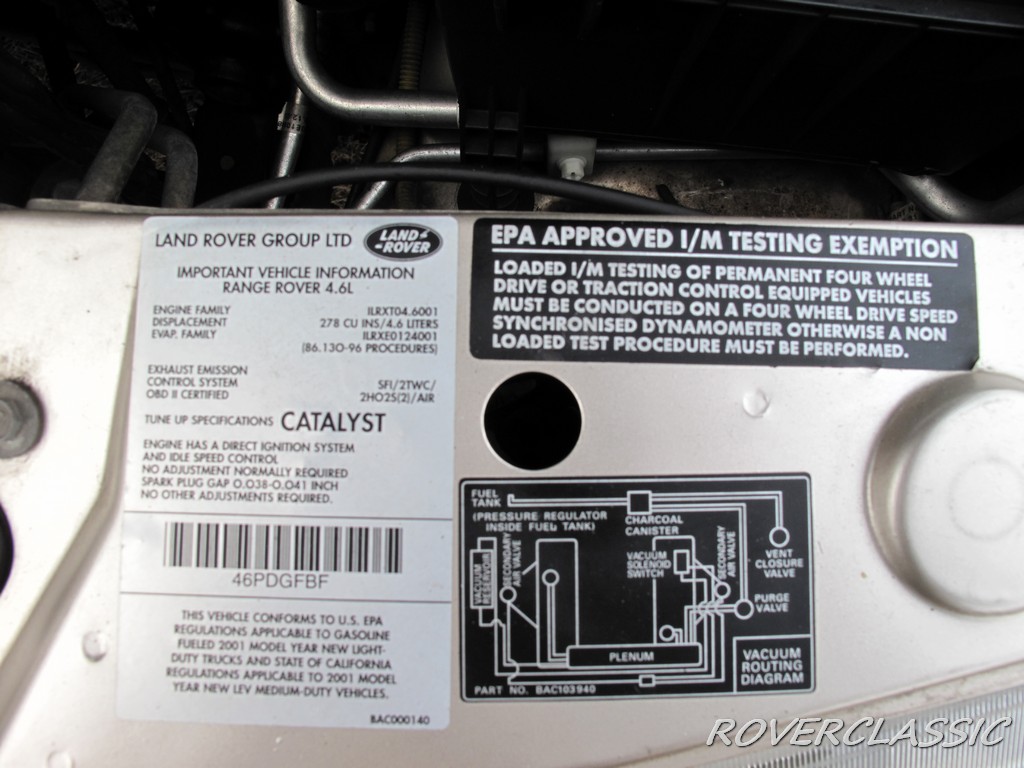 LAND ROVER GROUP LTD
LAND ROVER
IMPORTANT VEHICLE INFORMATION
RANGE ROVER 4.6L
ENGINE FAMILY 1LRXT04.6001
DISPLACEMENT 278 CU INS/4.6 LITERS
EVAP. FAMILY 1LRXE0124001
(86.130-96 PROCEDURES)
EXHAUST EMISSION
CONTROL SYSTEM SFI/2TWC/
OBD II CERTIFIED 2HO2S(2)/AIR
TUNE UP SPECIFICATIONS CATALYST
ENGINE HAS A DIRECT IGNITION SYSTEM
AND IDLE SPEED CONTROL
NO ADJUSTMENT NORMALLY REQUIRED
SPARK PLUG GAP 0.038-0.041 INCH
NO OTHER ADJUSTMENTS REQUIRED.
46PDGFBF
THIS VEHICLE CONFORMS TO U.S. EPA
REGULATIONS APPLICABLE TO GASOLINE
FUELED 2001 MODEL YEAR NEW LIGHT-
DUTY TRUCKS AND STATE OF CALIFORNIA
REGULATIONS APPLICABLE TO 2001 MODEL
YEAR NEW LEV MEDIUM-DUTY VEHICLES.
BAC000140
EPA APPROVED I/M TESTING EXEMPTION
LOADED I/M TESTING OF PERMANENT FOUR WHEEL
DRIVE OR TRACTION CONTROL EQUIPPED VEHICLES
MUST BE CONDUCTED ON A FOUR WHEEL DRIVE SPEED
SYNCHRONISED DYNAMOMETER OTHERWISE A NON
LOADED TEST PROCEDURE MUST BE PERFORMED.
FUEL
TANK
(PRESSURE REGULATOR
INSIDE FUEL TANK)
CHARCOAL
CANISTER
VACUUM
RESERVOIR
SECONDARY
AIR VALVE
VACUUM
SOLENOID
SWITCH
SECONDARY
AIR VALVE
VENT
CLOSURE
VALVE
PURGE
VALVE
PLENUM
VACUUM
ROUTING
DIAGRAM
PART NO. BAC103940
ROVERCLASSIC